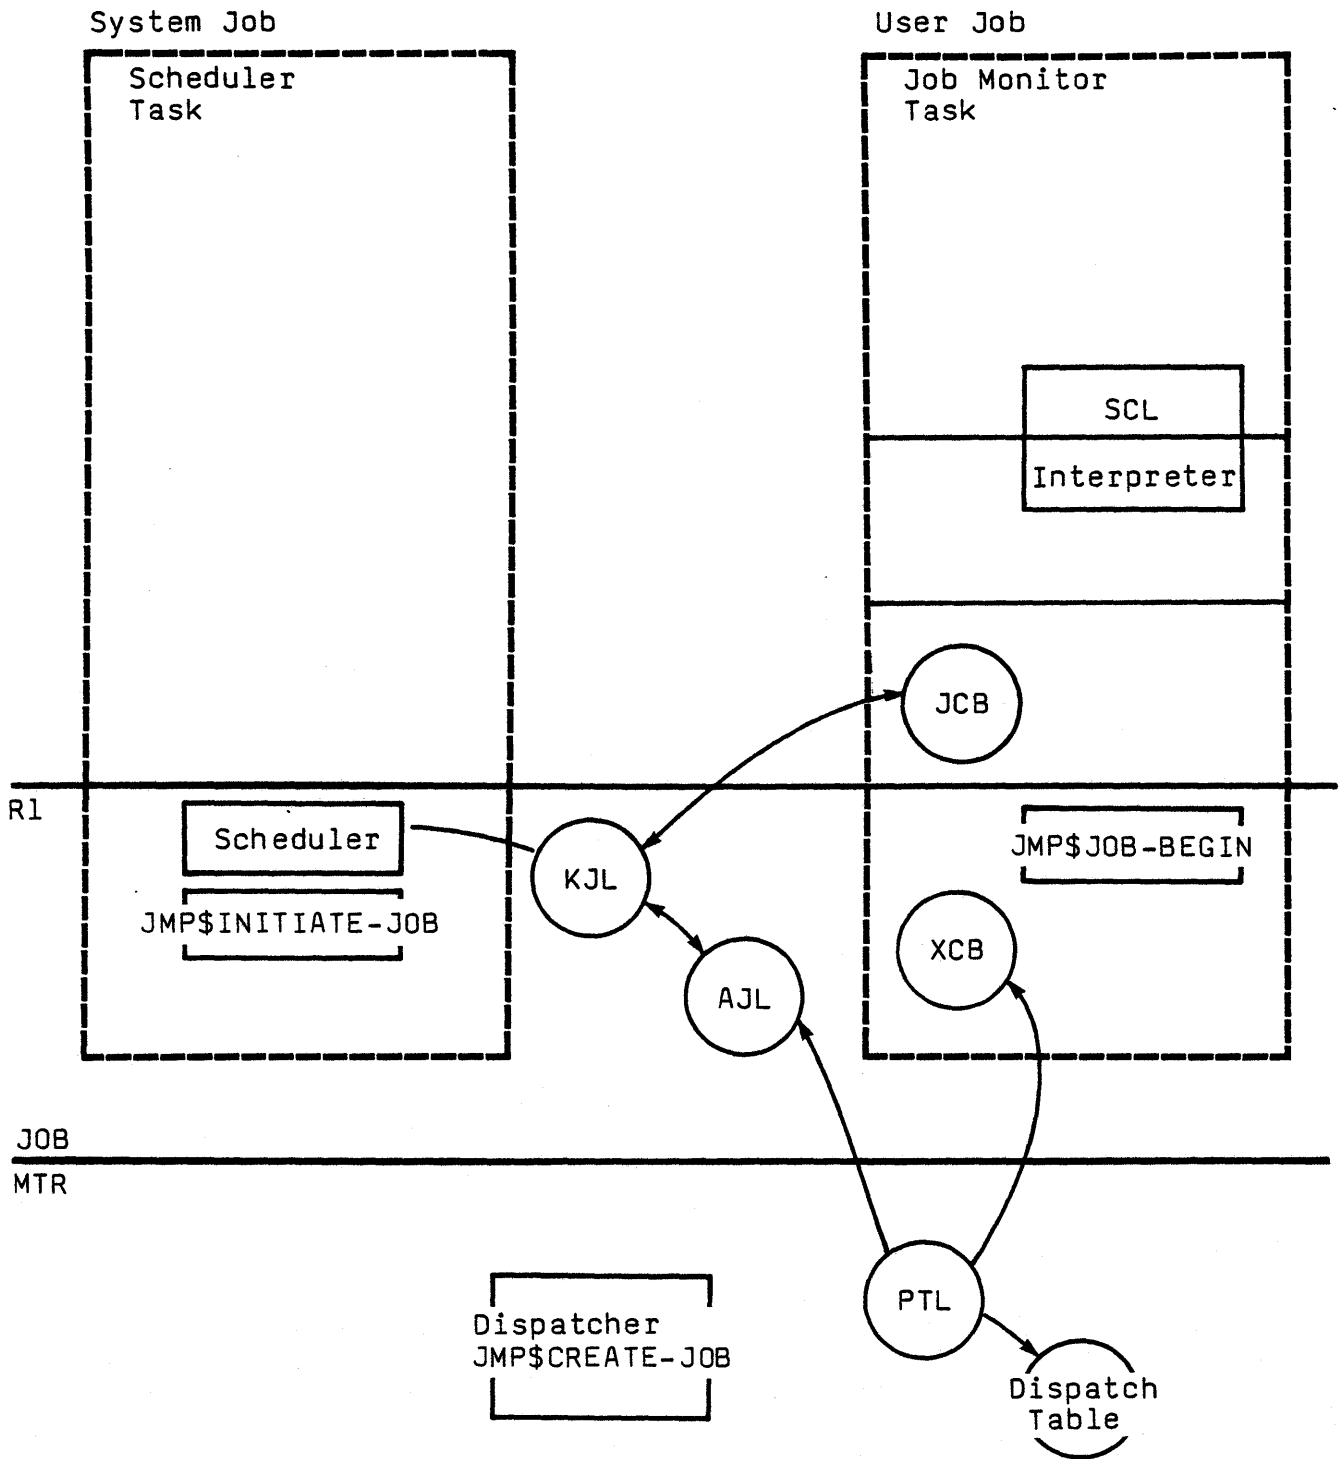 System Job
User Job
Scheduler
Task
Job Monitor
Task
SCL
Interpreter
JCB
R1
Scheduler
KJL
JMP$JOB-BEGIN
JMP$INITIATE-JOB
XCB
AJL
JOB
MTR
PTL
Dispatcher
JMP$CREATE-JOB
Dispatch
Table